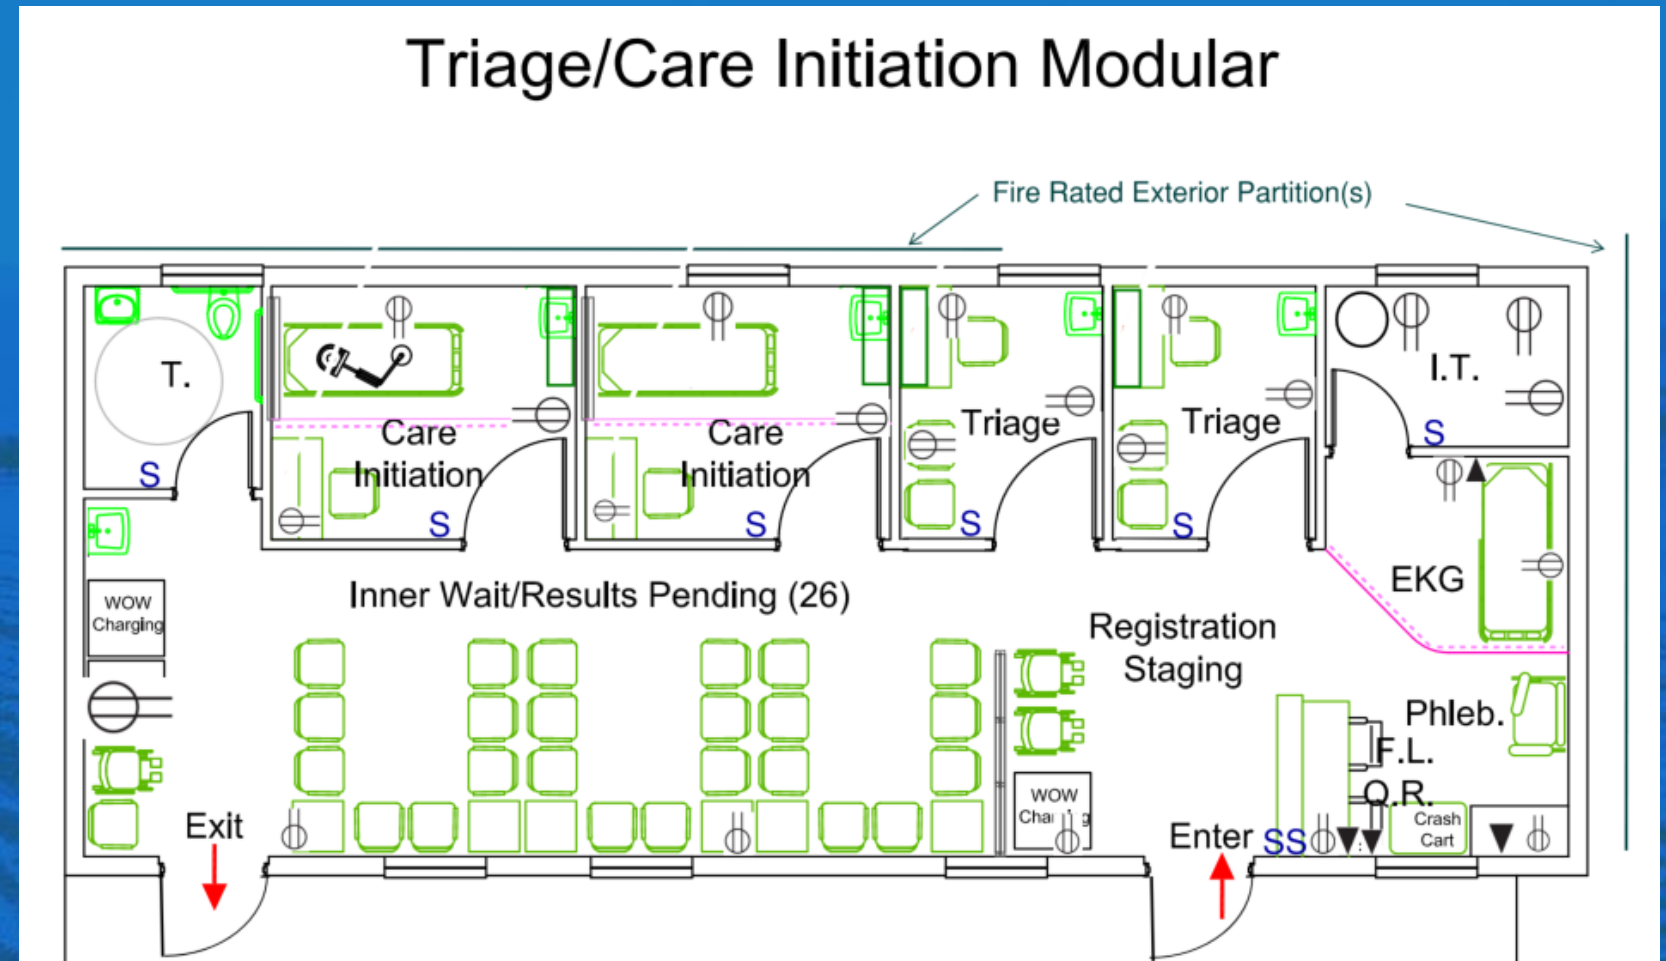 Triage/Care Initiation Modular
Fire Rated Exterior Partition(s)
T.
S
Care
Initiation
S
Care
Initiation
S
Triage
S
Triage
S
I.T.
S
WOW
Charging
Inner Wait/Results Pending (26)
Registration
Staging
EKG
Phleb.
F.L.
Q.R.
WOW
Crash
Cart
Exit
Enter
SS